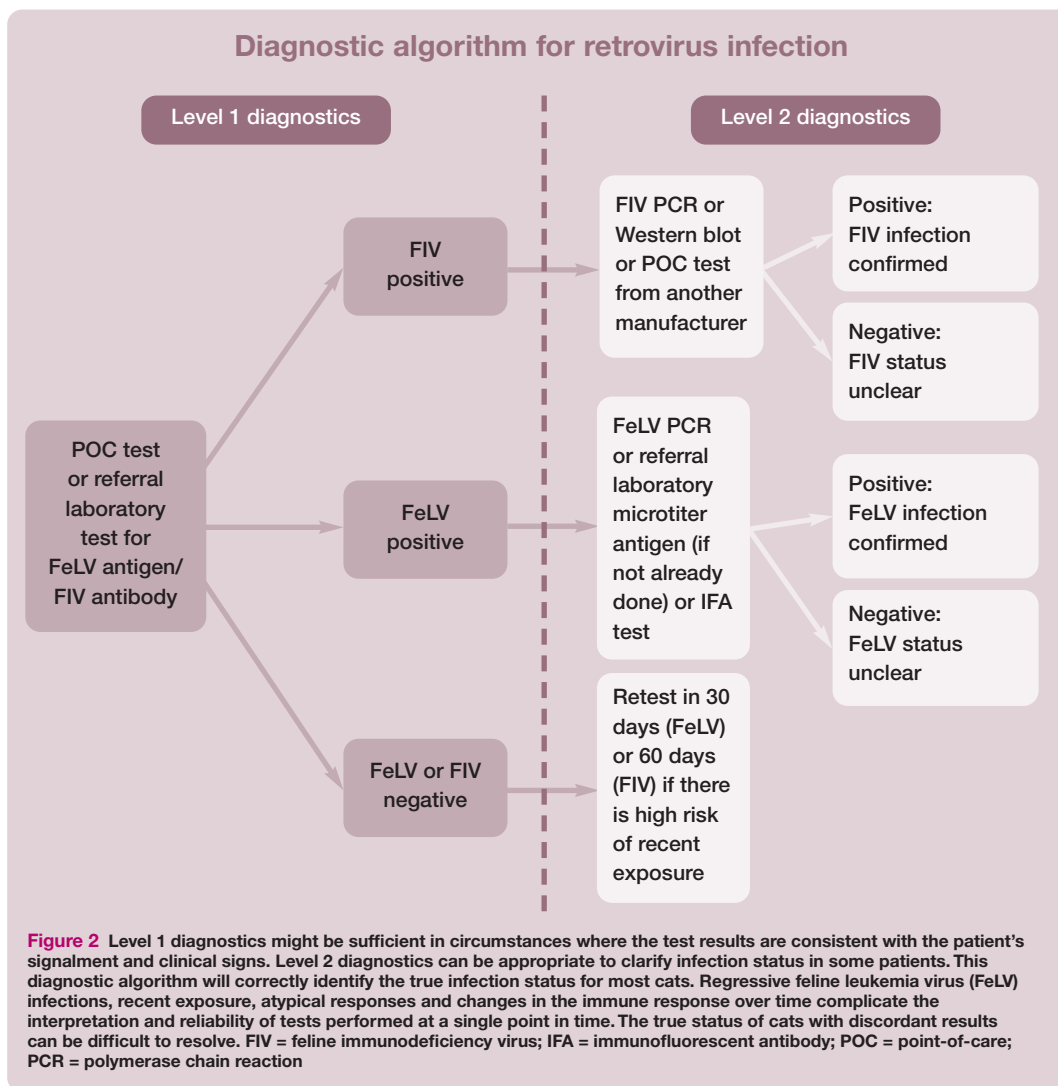 Diagnostic algorithm for retrovirus infection
Level 1 diagnostics
Level 2 diagnostics
POC test
or referral
laboratory
test for
FeLV antigen/
FIV antibody
FIV
positive
FIV PCR or
Western blot
or POC test
from another
manufacturer
Positive:
FIV infection
confirmed
Negative:
FIV status
unclear
FeLV
positive
FeLV PCR
or referral
laboratory
microtiter
antigen (if
not already
done) or IFA
test
Positive:
FeLV infection
confirmed
Negative:
FeLV status
unclear
FeLV or FIV
negative
Retest in 30
days (FeLV)
or 60 days
(FIV) if there
is high risk
of recent
exposure
Figure 2 Level 1 diagnostics might be sufficient in circumstances where the test results are consistent with the patient's
signalment and clinical signs. Level 2 diagnostics can be appropriate to clarify infection status in some patients. This
diagnostic algorithm will correctly identify the true infection status for most cats. Regressive feline leukemia virus (FeLV)
infections, recent exposure, atypical responses and changes in the immune response over time complicate the
interpretation and reliability of tests performed at a single point in time. The true status of cats with discordant results
can be difficult to resolve. FIV = feline immunodeficiency virus; IFA = immunofluorescent antibody; POC = point-of-care;
PCR = polymerase chain reaction